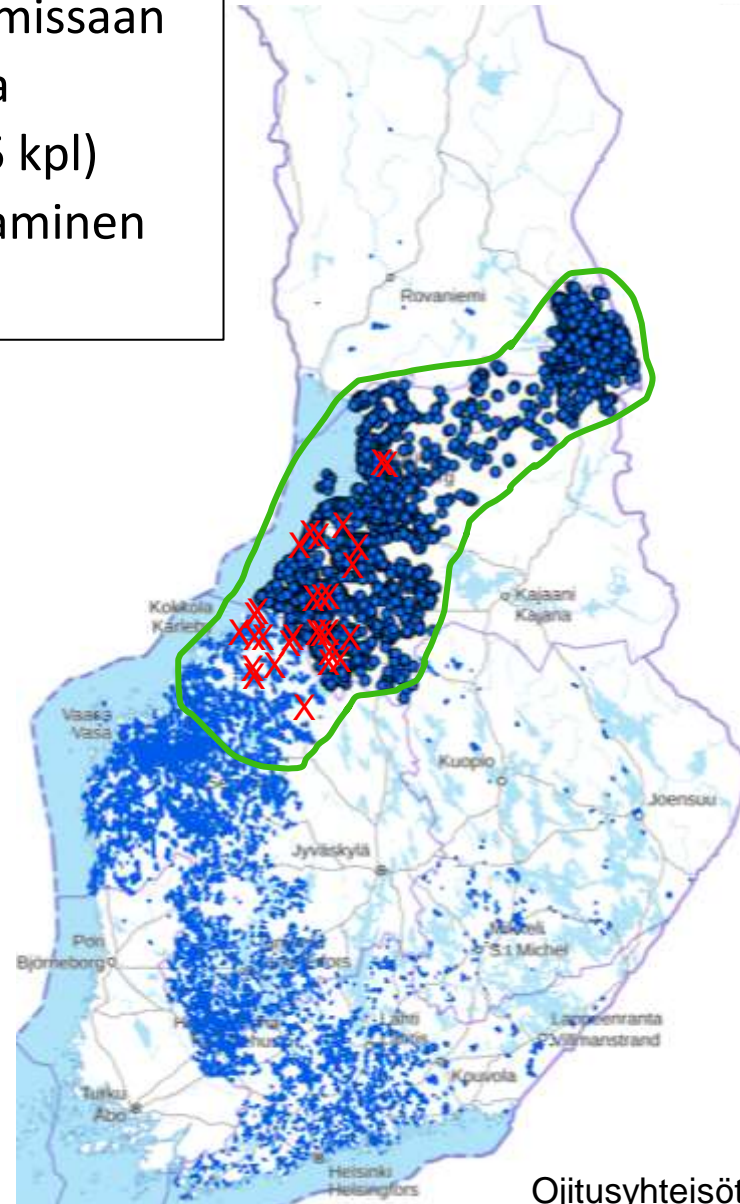 missaan
a
kpl)
aminen
Rovaniemi
Kajaani
Kajana
Kokkola
Karleby
Vaasa
Vasa
Kuopio
Joensuu
Jyväskylä
Pori
Björneborg
Mikkeli
S:t Michel
Lahti
Lahtis
Lappeenranta
Villmanstrand
Kouvola
Turku
Åbo
Helsinki
Helsingfors
Ojitusyhteisöt